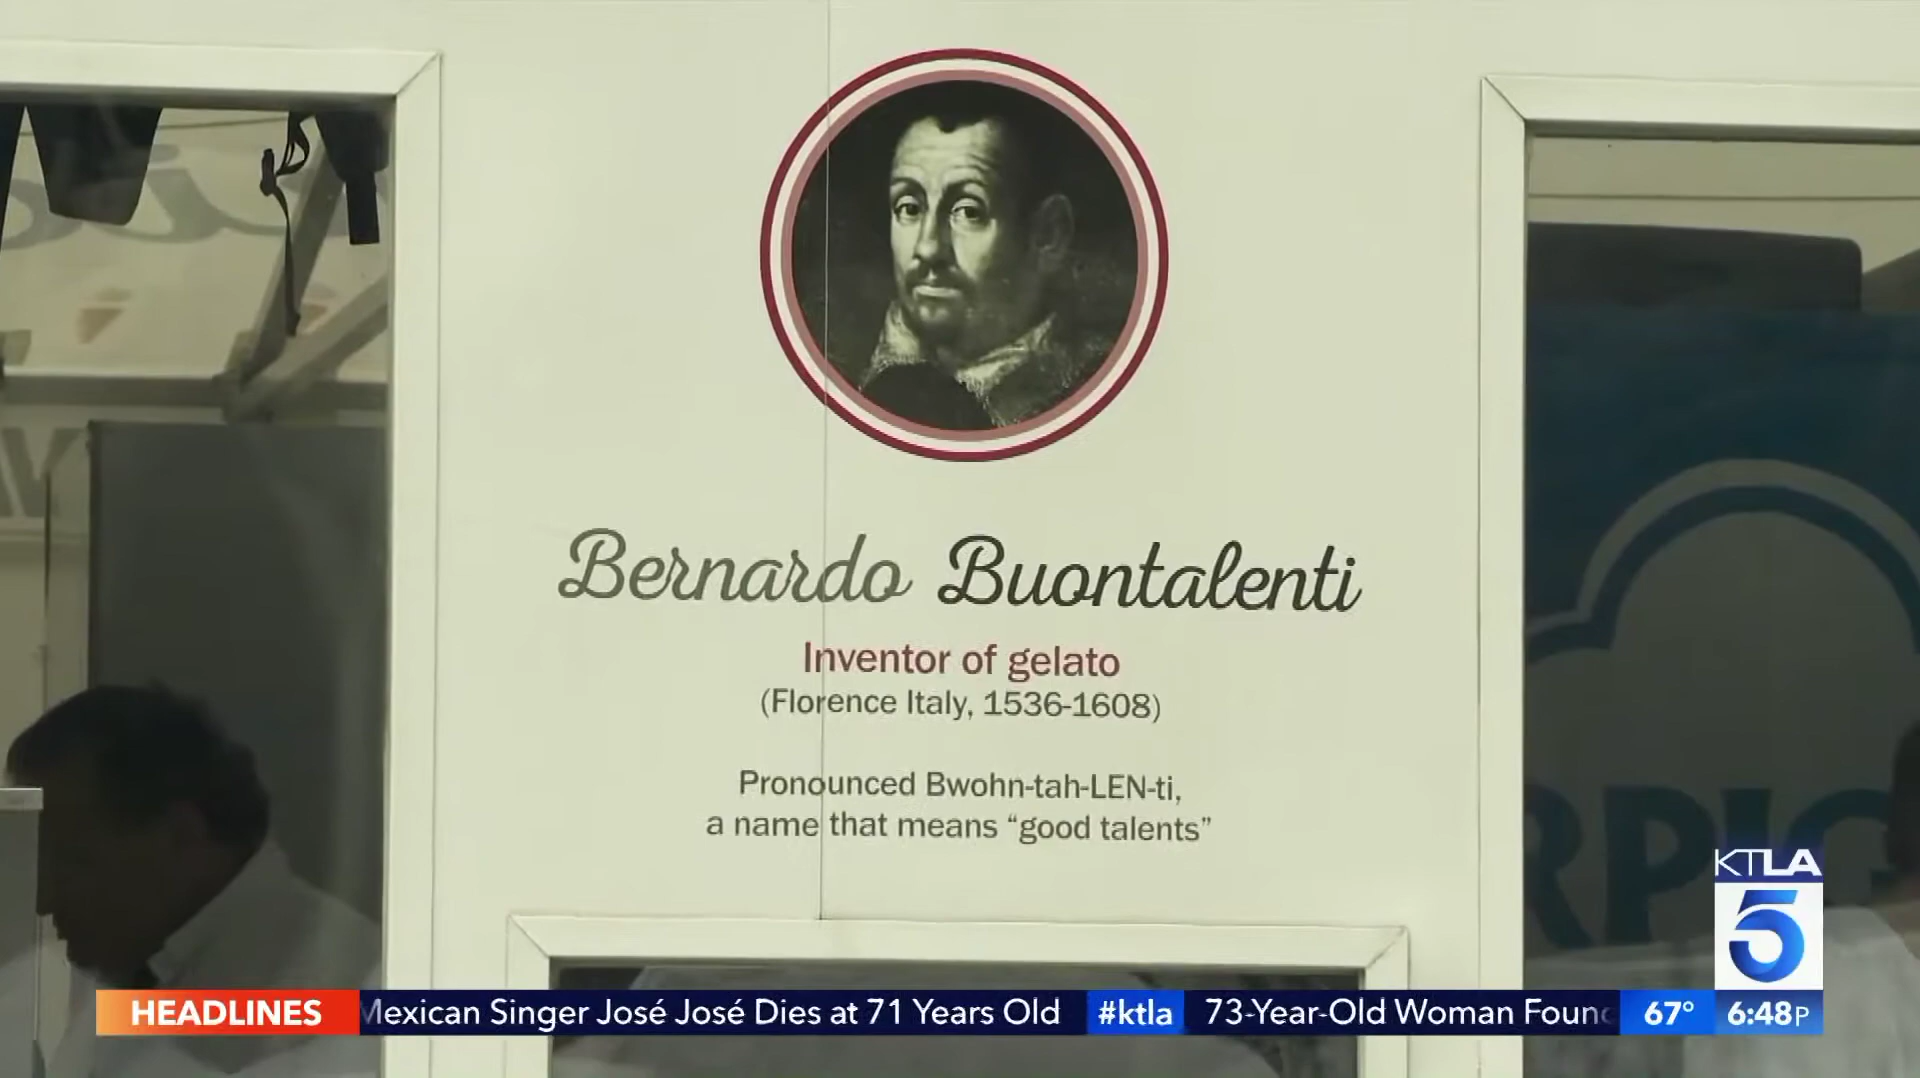 Bernardo Buontalenti
Inventor of gelato
(Florence Italy, 1536-1608)
Pronounced Bwohn-tah-LEN-ti,
a name that means “good talents”
RPIG
KTLA
5
HEADLINES
Mexican Singer José José Dies at 71 Years Old
#ktla
73-Year-Old Woman Found
67°
6:48P